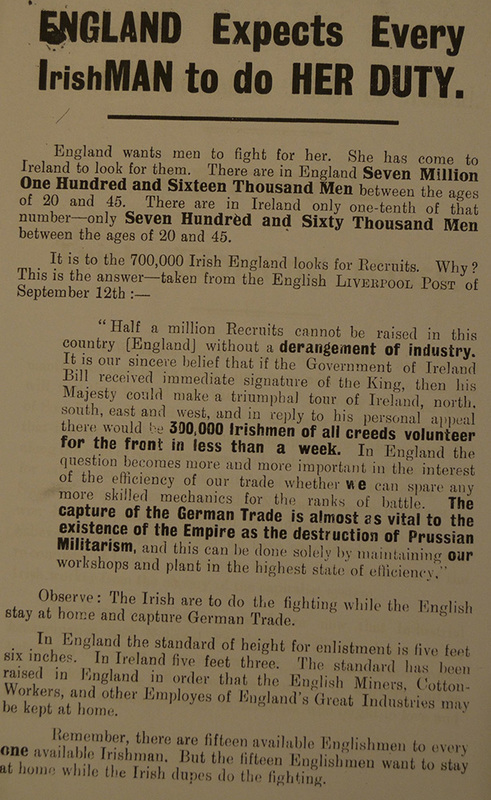 ENGLAND Expects Every
IrishMAN to do HER DUTY.
England wants men to fight for her. She has come to
Ireland to look for them. There are in England Seven Million
One Hundred and Sixteen Thousand Men between the ages
of 20 and 45. There are in Ireland only one-tenth of that
number—only Seven Hundred and Sixty Thousand Men
between the ages of 20 and 45.
It is to the 700,000 Irish England looks for Recruits. Why?
This is the answer—taken from the English LIVERPOOL POST of
September 12th:—
"Half a million Recruits cannot be raised in this
country [England] without a derangement of industry.
It is our sincere belief that if the Government of Ireland
Bill received immediate signature of the King, then his
Majesty could make a triumphal tour of Ireland, north,
south, east and west, and in reply to his personal appeal
there would be 300,000 Irishmen of all creeds volunteer
for the front in less than a week. In England the
question becomes more and more important in the interest
of the efficiency of our trade whether we can spare any
more skilled mechanics for the ranks of battle. The
capture of the German Trade is almost as vital to the
existence of the Empire as the destruction of Prussian
Militarism, and this can be done solely by maintaining our
workshops and plant in the highest state of efficiency."
Observe: The Irish are to do the fighting while the English
stay at home and capture German Trade.
In England the standard of height for enlistment is five feet
six inches. In Ireland five feet three. The standard has been
raised in England in order that the English Miners, Cotton-
Workers, and other Employes of England's Great Industries may
be kept at home.
Remember, there are fifteen available Englishmen to every
one available Irishman. But the fifteen Englishmen want to stay
at home while the Irish dupes do the fighting.